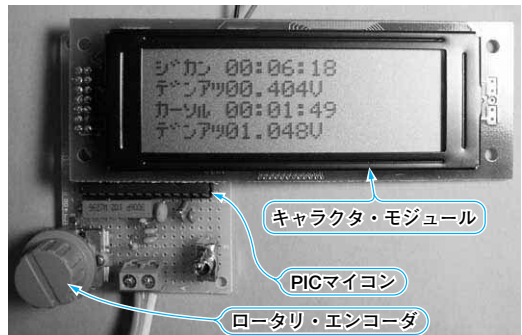 ジカン 00:06:18
デンアツ00.404V
カーソル 00:01:49
デンアツ01.048V
キャラクタ・モジュール
PICマイコン
ロータリ・エンコーダ